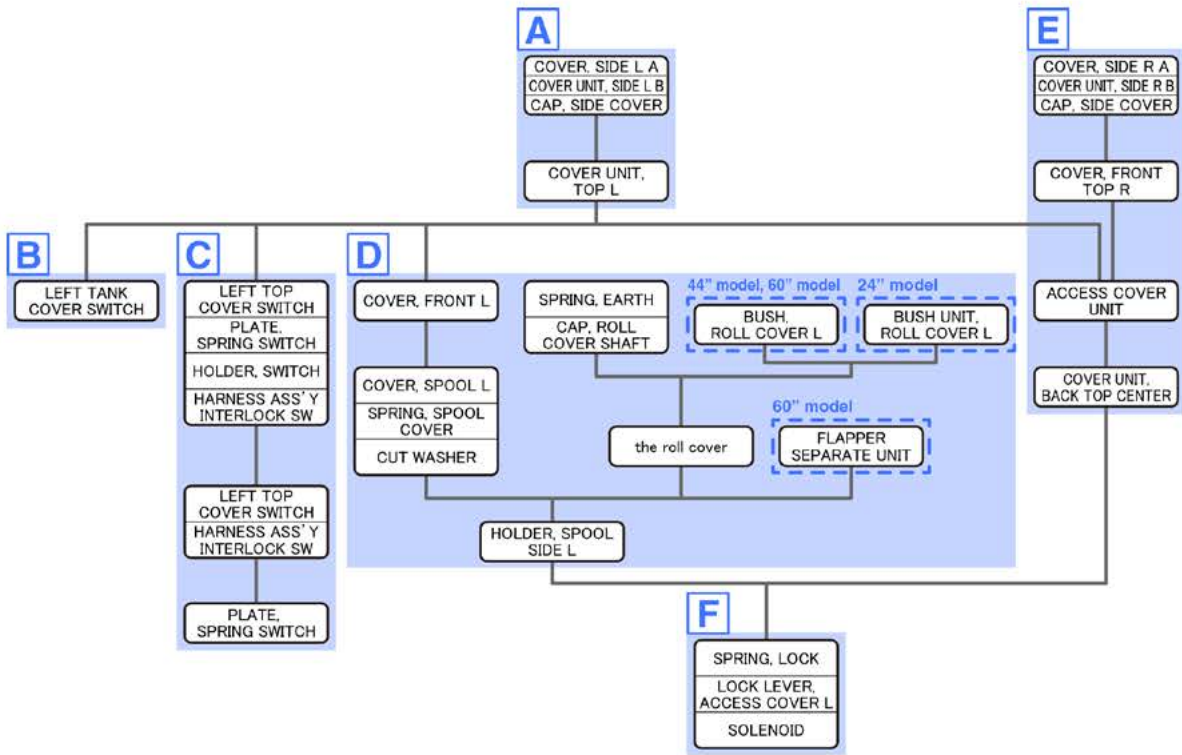 A
COVER, SIDE L A
COVER UNIT, SIDE L B
CAP, SIDE COVER
COVER UNIT,
TOP L
E
COVER, SIDE R A
COVER UNIT, SIDE R B
CAP, SIDE COVER
COVER, FRONT
TOP R
ACCESS COVER
UNIT
COVER UNIT,
BACK TOP CENTER
B
LEFT TANK
COVER SWITCH
C
LEFT TOP
COVER SWITCH
PLATE,
SPRING SWITCH
HOLDER, SWITCH
HARNESS ASS'Y
INTERLOCK SW
LEFT TOP
COVER SWITCH
HARNESS ASS'Y
INTERLOCK SW
PLATE,
SPRING SWITCH
D
COVER, FRONT L
COVER, SPOOL L
SPRING, SPOOL
COVER
CUT WASHER
SPRING, EARTH
CAP, ROLL
COVER SHAFT
44" model, 60" model
BUSH,
ROLL COVER L
24" model
BUSH UNIT,
ROLL COVER L
the roll cover
60" model
FLAPPER
SEPARATE UNIT
HOLDER, SPOOL
SIDE L
F
SPRING, LOCK
LOCK LEVER,
ACCESS COVER L
SOLENOID